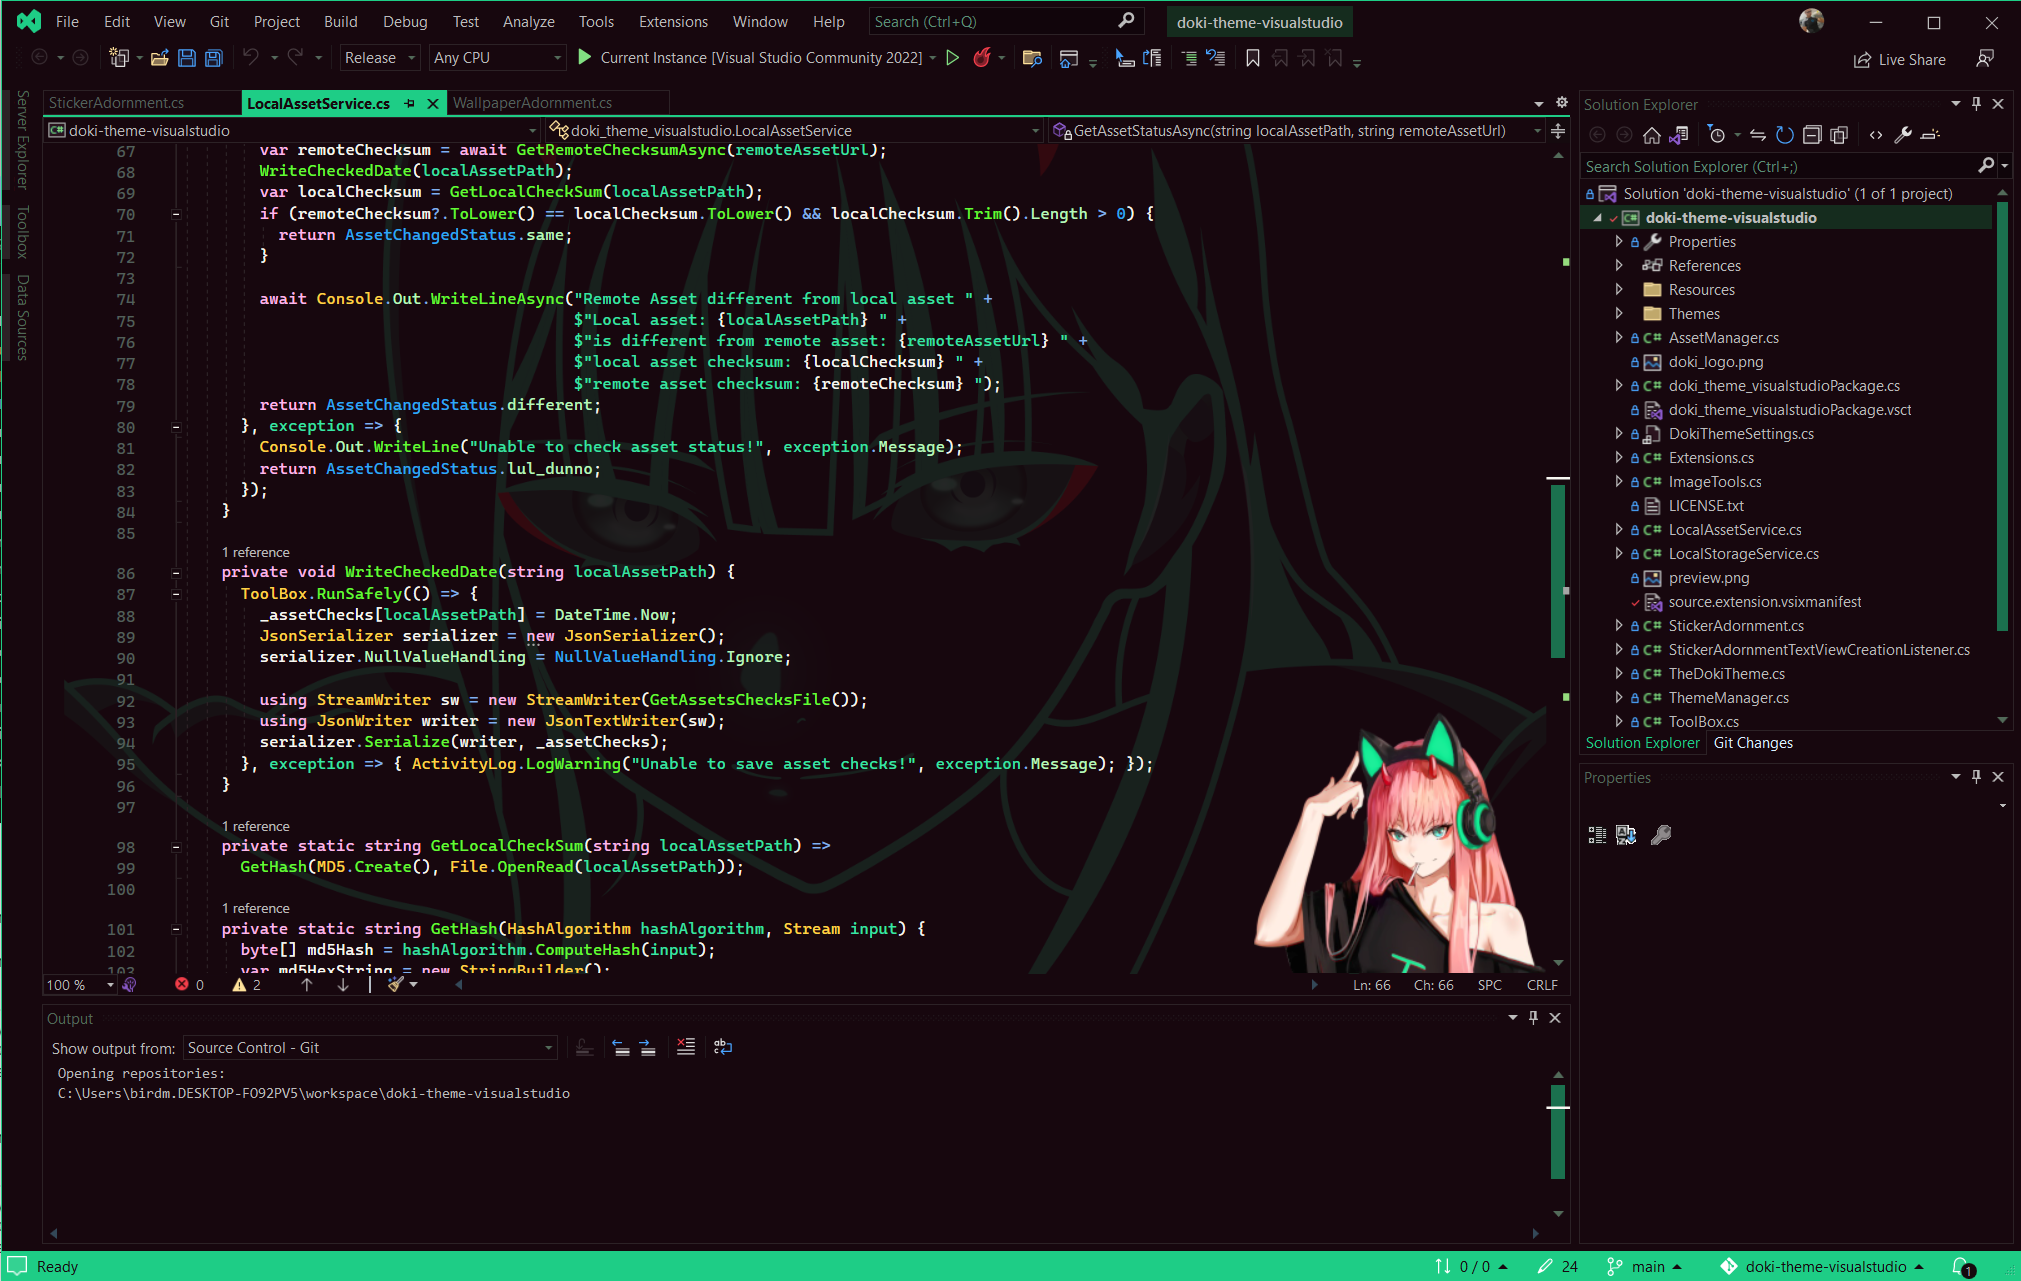 File Edit View Git Project Build Debug Test Analyze Tools Extensions Window Help Search (Ctrl+Q) doki-theme-visualstudio
Release Any CPU Current Instance [Visual Studio Community 2022] Live Share
Server Explorer
Toolbox
Data Sources
StickerAdornment.cs LocalAssetService.cs WallpaperAdornment.cs
doki-theme-visualstudio doki_theme_visualstudio.LocalAssetService GetAssetStatusAsync(string localAssetPath, string remoteAssetUrl)
67 var remoteChecksum = await GetRemoteChecksumAsync(remoteAssetUrl);
68 WriteCheckedDate(localAssetPath);
69 var localChecksum = GetLocalCheckSum(localAssetPath);
70 if (remoteChecksum?.ToLower() == localChecksum.ToLower() && localChecksum.Trim().Length > 0) {
71 return AssetChangedStatus.same;
72 }
73
74 await Console.Out.WriteLineAsync("Remote Asset different from local asset " +
75 $"Local asset: {localAssetPath} " +
76 $"is different from remote asset: {remoteAssetUrl} " +
77 $"local asset checksum: {localChecksum} " +
78 $"remote asset checksum: {remoteChecksum} ");
79 return AssetChangedStatus.different;
80 }, exception => {
81 Console.Out.WriteLine("Unable to check asset status!", exception.Message);
82 return AssetChangedStatus.lul_dunno;
83 });
84 }
85
1 reference
86 private void WriteCheckedDate(string localAssetPath) {
87 ToolBox.RunSafely(() => {
88 _assetChecks[localAssetPath] = DateTime.Now;
89 JsonSerializer serializer = new JsonSerializer();
90 serializer.NullValueHandling = NullValueHandling.Ignore;
91
92 using StreamWriter sw = new StreamWriter(GetAssetsChecksFile());
93 using JsonWriter writer = new JsonTextWriter(sw);
94 serializer.Serialize(writer, _assetChecks);
95 }, exception => { ActivityLog.LogWarning("Unable to save asset checks!", exception.Message); });
96 }
97
1 reference
98 private static string GetLocalCheckSum(string localAssetPath) =>
99 GetHash(MD5.Create(), File.OpenRead(localAssetPath));
100
1 reference
101 private static string GetHash(HashAlgorithm hashAlgorithm, Stream input) {
102 byte[] md5Hash = hashAlgorithm.ComputeHash(input);
103 var md5HexString = new StringBuilder();
100 % 0 2 Ln: 66 Ch: 66 SPC CRLF
Output
Show output from: Source Control - Git
Opening repositories:
C:\Users\birdm.DESKTOP-FO92PV5\workspace\doki-theme-visualstudio
Solution Explorer
Search Solution Explorer (Ctrl+;)
Solution 'doki-theme-visualstudio' (1 of 1 project)
doki-theme-visualstudio
Properties
References
Resources
Themes
C# AssetManager.cs
doki_logo.png
C# doki_theme_visualstudioPackage.cs
doki_theme_visualstudioPackage.vsct
DokiThemeSettings.cs
C# Extensions.cs
C# ImageTools.cs
LICENSE.txt
C# LocalAssetService.cs
C# LocalStorageService.cs
preview.png
source.extension.vsixmanifest
C# StickerAdornment.cs
C# StickerAdornmentTextViewCreationListener.cs
C# TheDokiTheme.cs
C# ThemeManager.cs
C# ToolBox.cs
Solution Explorer Git Changes
Properties
Ready 0 / 0 24 main doki-theme-visualstudio 1